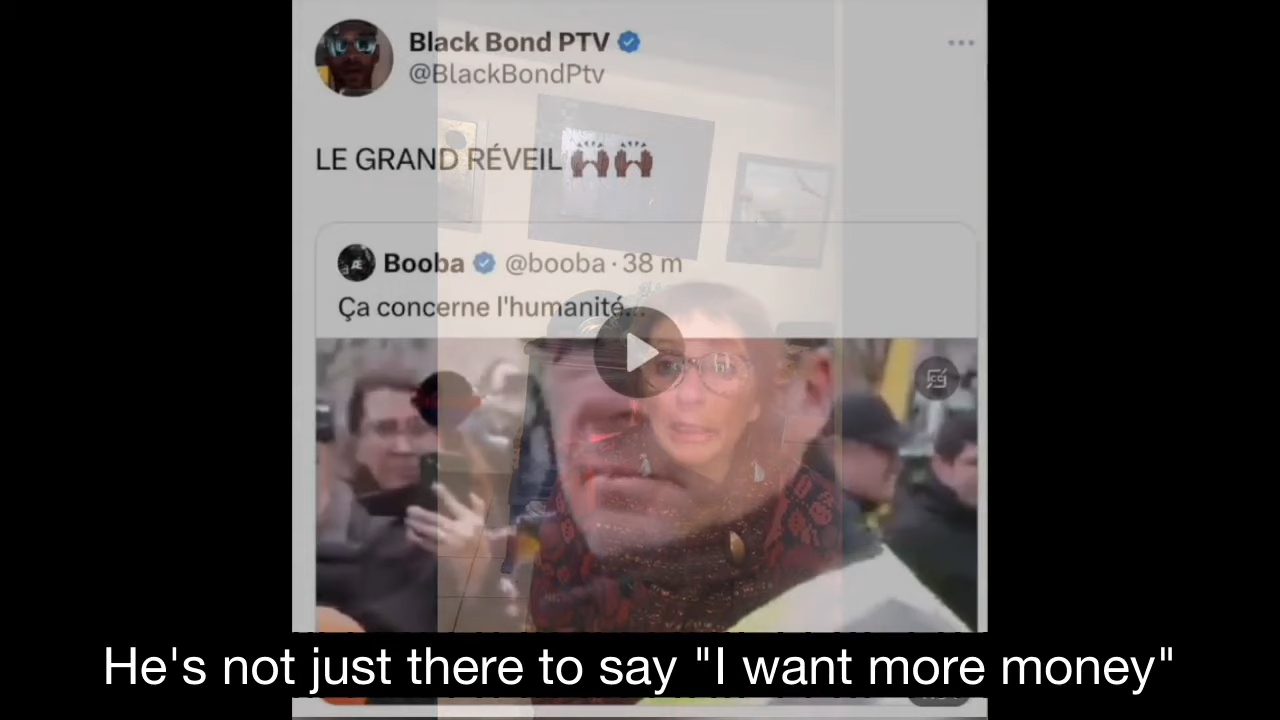 Black Bond PTV
@BlackBondPtv
LE GRAND RÉVEIL 🙌🏿🙌🏿
Booba @booba · 38 m
Ça concerne l'humanité...
He's not just there to say "I want more money"